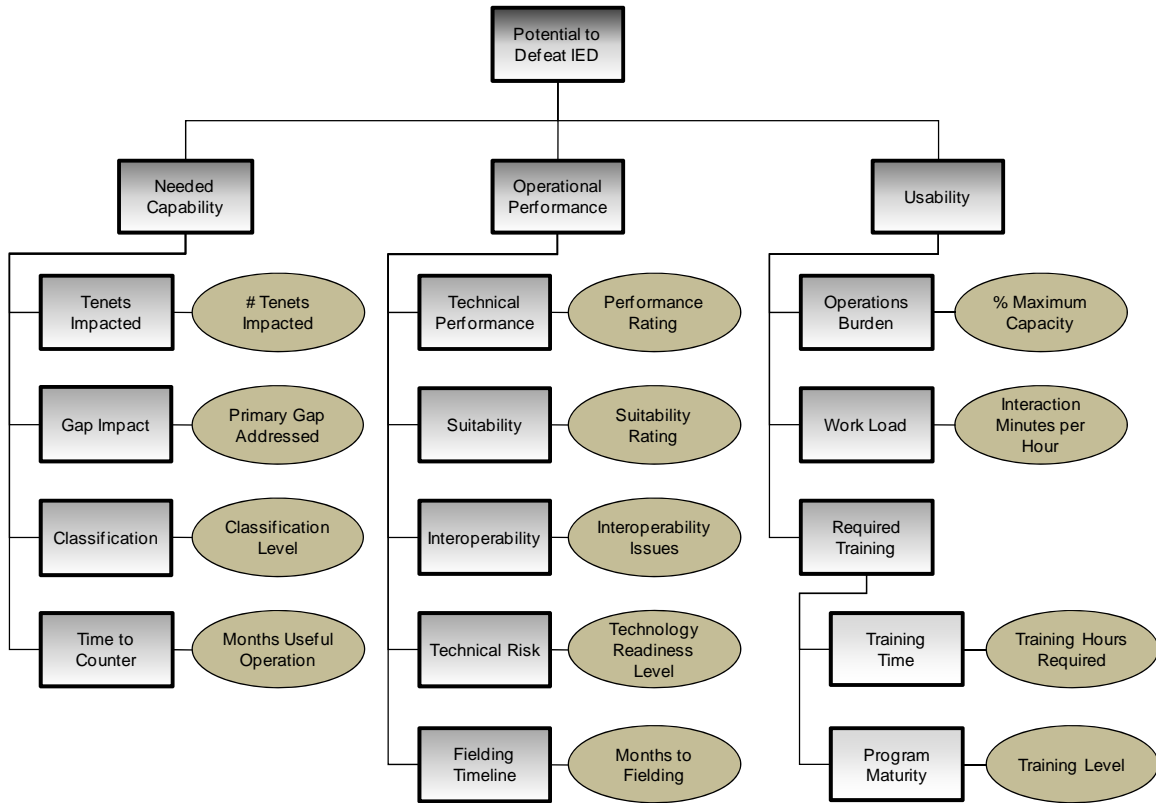 Potential to
Defeat IED
Needed
Capability
Operational
Performance
Usability
Tenets
Impacted
# Tenets
Impacted
Technical
Performance
Performance
Rating
Operations
Burden
% Maximum
Capacity
Gap Impact
Primary Gap
Addressed
Suitability
Suitability
Rating
Work Load
Interaction
Minutes per
Hour
Classification
Classification
Level
Interoperability
Interoperability
Issues
Required
Training
Time to
Counter
Months Useful
Operation
Technical Risk
Technology
Readiness
Level
Training
Time
Training Hours
Required
Fielding
Timeline
Months to
Fielding
Program
Maturity
Training Level